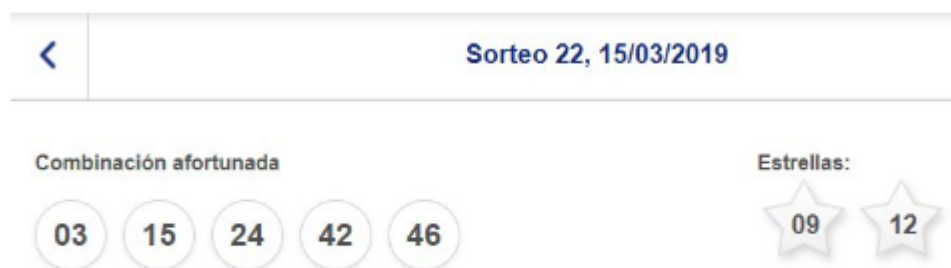 Sorteo 22, 15/03/2019
Combinación afortunada
Estrellas:
03 15 24 42 46
09 12